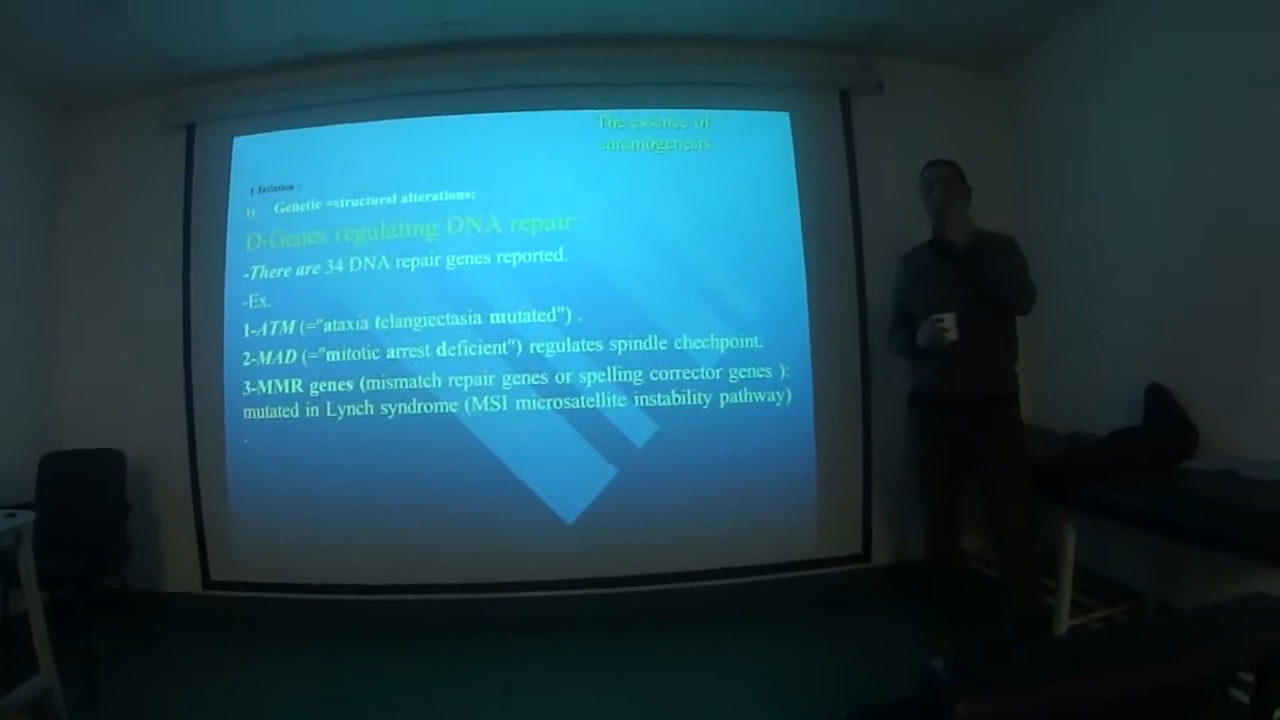 The essence of
carcinogenesis
1 Intiation :
1) Genetic =structural alterations:
D-Genes regulating DNA repair:
-There are 34 DNA repair genes reported.
-Ex.
1-ATM (="ataxia telangiectasia mutated") .
2-MAD (="mitotic arrest deficient") regulates spindle chechpoint.
3-MMR genes (mismatch repair genes or spelling corrector genes ):
mutated in Lynch syndrome (MSI microsatellite instability pathway)
.